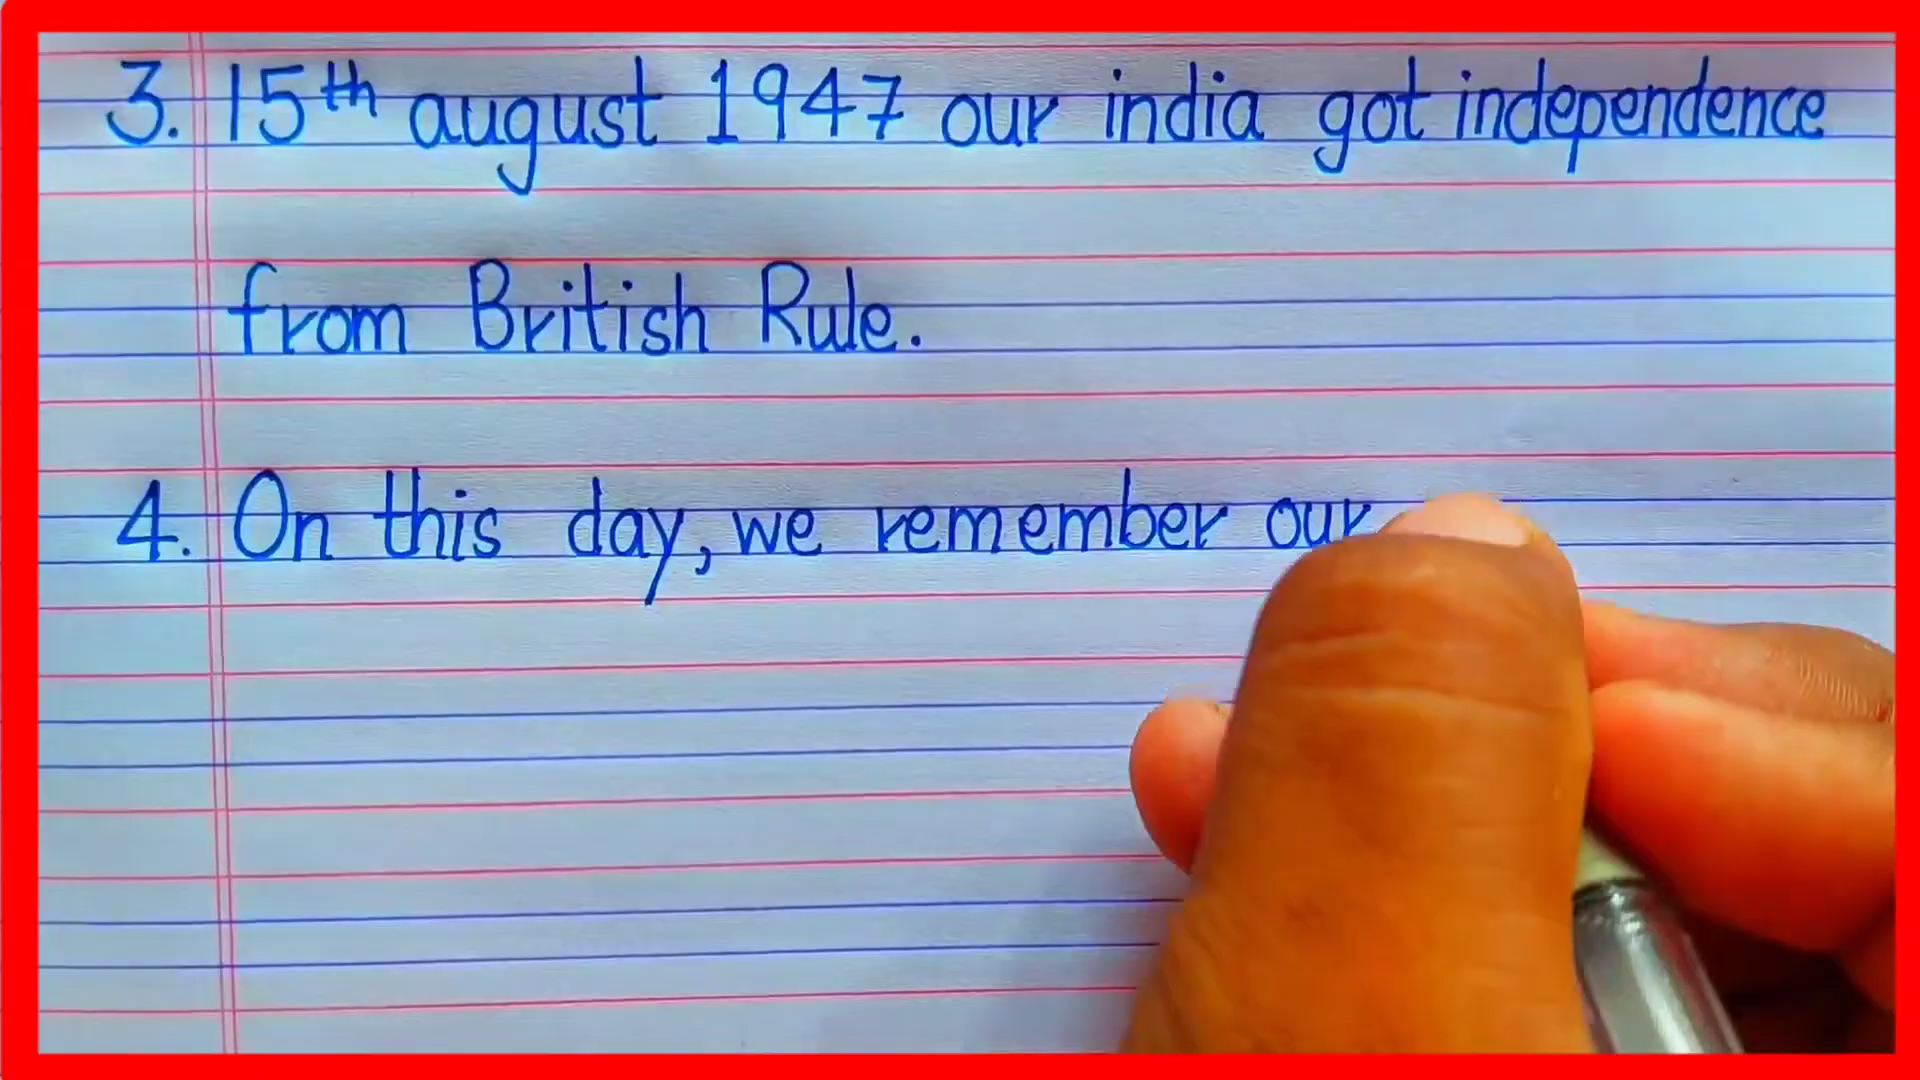 3. 15th august 1947 our india got independence
from British Rule.
4. On this day, we remember our